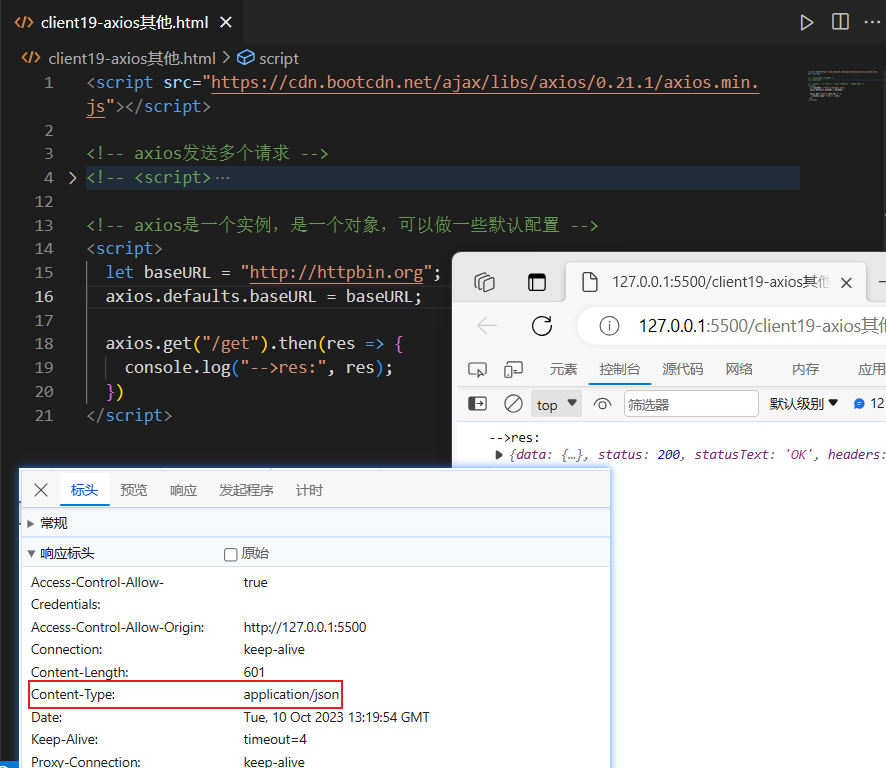 client19-axios其他.html
client19-axios其他.html > script
1 <script src="https://cdn.bootcdn.net/ajax/libs/axios/0.21.1/axios.min.
js"></script>
2
3 <!-- axios发送多个请求 -->
4 <!-- <script>…
12
13 <!-- axios是一个实例，是一个对象，可以做一些默认配置 -->
14 <script>
15 let baseURL = "http://httpbin.org";
16 axios.defaults.baseURL = baseURL;
17
18 axios.get("/get").then(res => {
19 console.log("-->res:", res);
20 })
21 </script>
127.0.0.1:5500/client19-axios其他
127.0.0.1:5500/client19-axios其
元素 控制台 源代码 网络 内存 应用
top 筛选器 默认级别 12
-->res:
{data: {…}, status: 200, statusText: 'OK', headers:
标头 预览 响应 发起程序 计时
常规
响应标头 原始
Access-Control-Allow- true
Credentials:
Access-Control-Allow-Origin: http://127.0.0.1:5500
Connection: keep-alive
Content-Length: 601
Content-Type: application/json
Date: Tue, 10 Oct 2023 13:19:54 GMT
Keep-Alive: timeout=4
Proxy-Connection: keep-alive